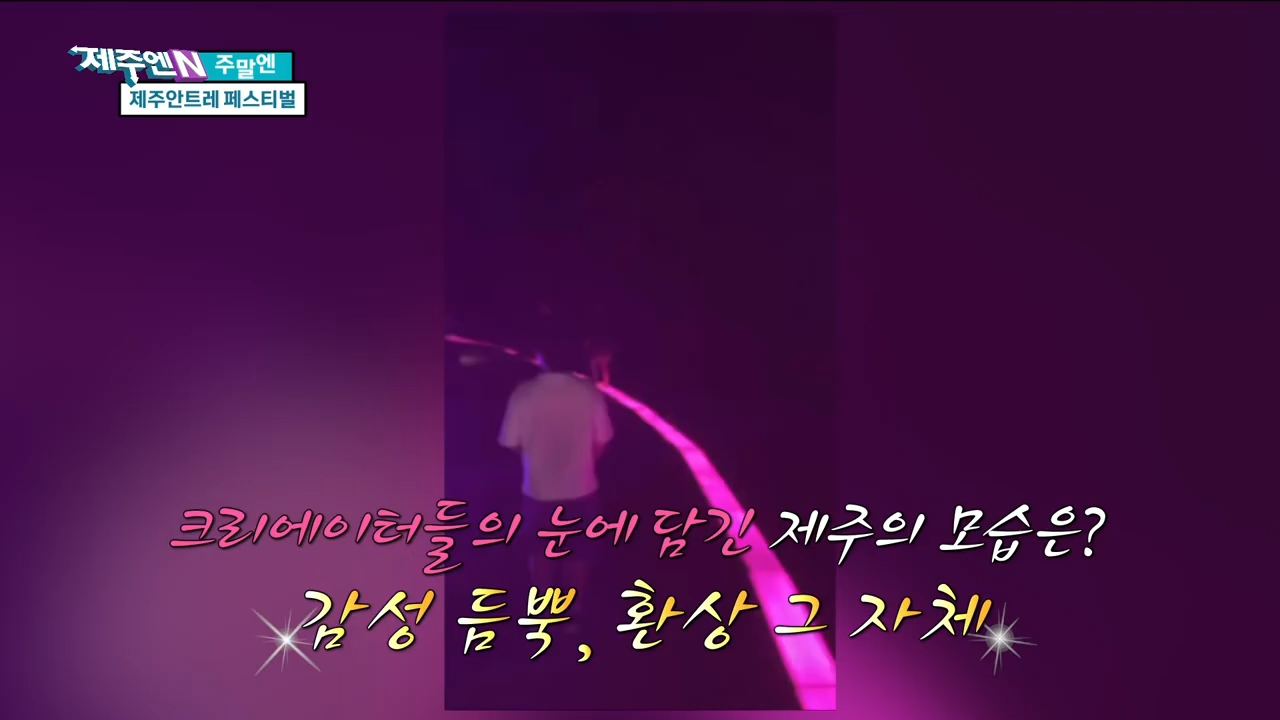 제주엔N 주말엔
제주안트레 페스티벌
크리에이터들의 눈에 담긴 제주의 모습은?
감성 듬뿍, 환상 그 자체